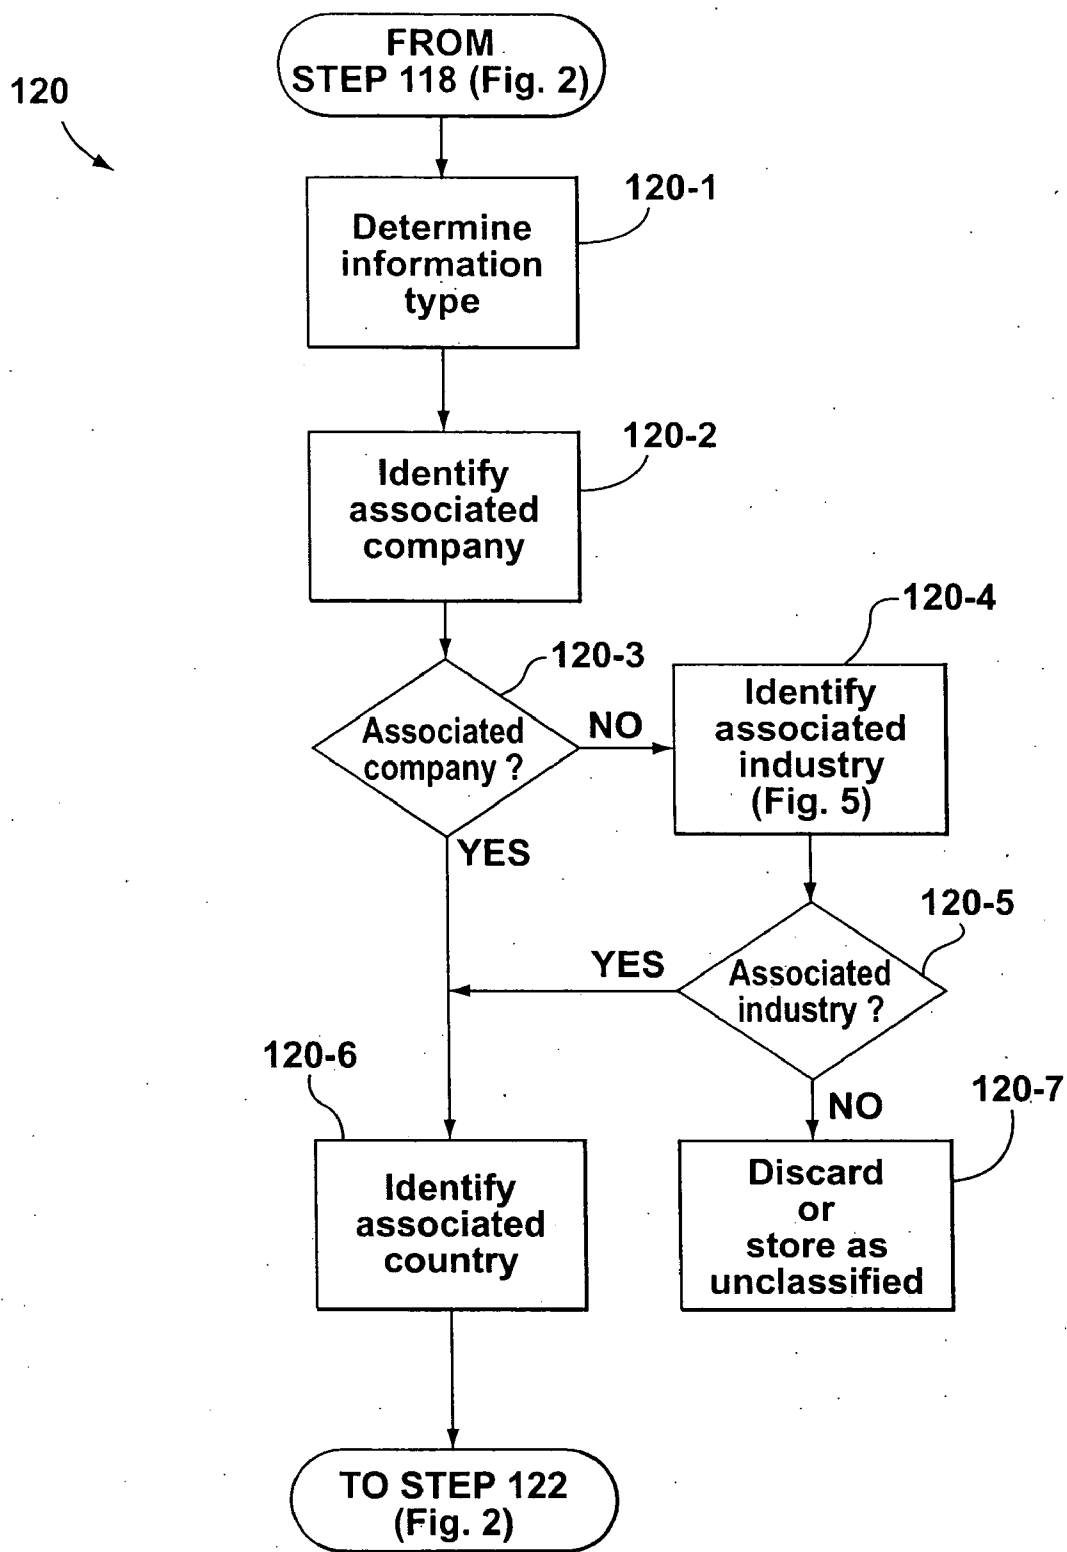 FROM
STEP 118 (Fig. 2)
120
120-1
Determine
information
type
120-2
Identify
associated
company
120-3
Associated
company ?
NO
YES
120-4
Identify
associated
industry
(Fig. 5)
120-5
Associated
industry ?
YES
NO
120-6
Identify
associated
country
120-7
Discard
or
store as
unclassified
TO STEP 122
(Fig. 2)